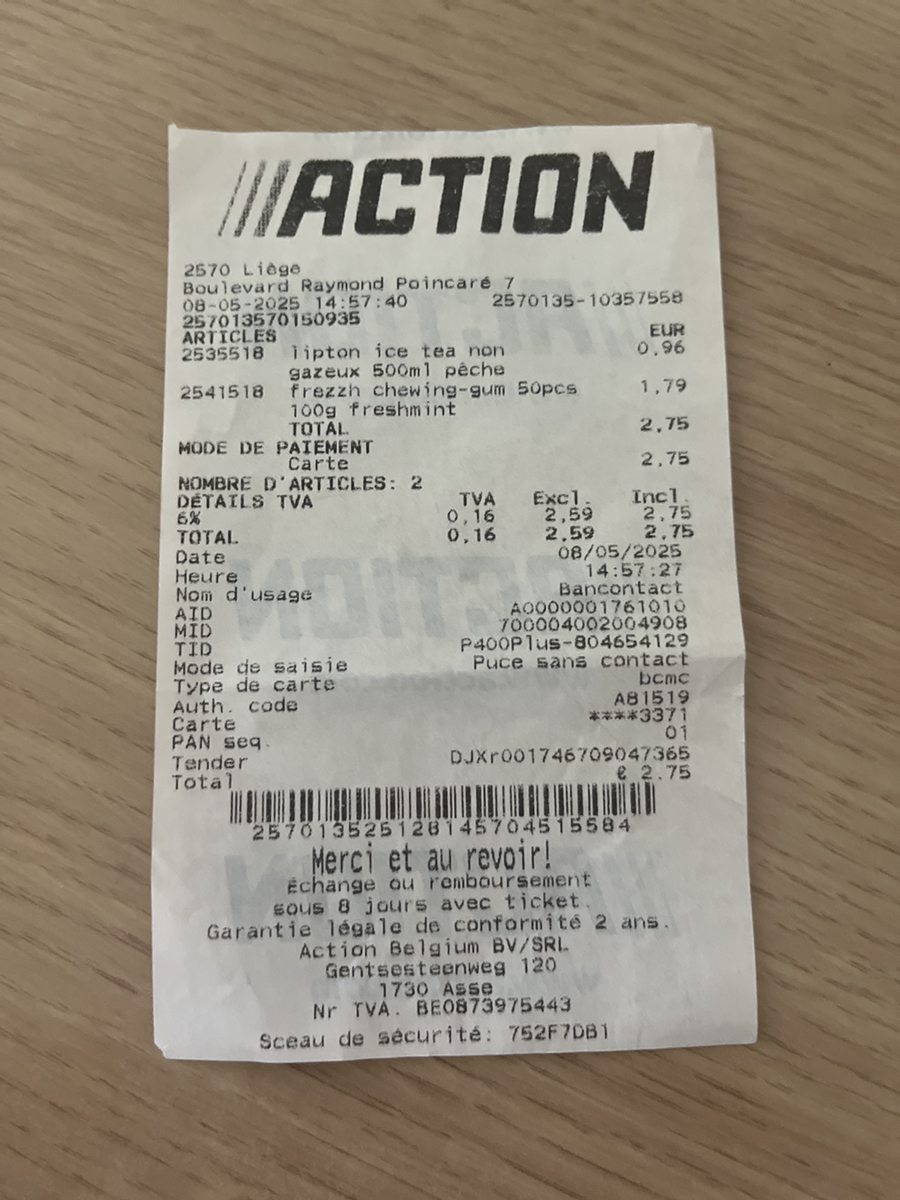 ///ACTION
2570 Liège
Boulevard Raymond Poincaré 7
08-05-2025 14:57:40 2570135-10357558
257013570150935
ARTICLES EUR
2535518 lipton ice tea non 0,96
gazeux 500ml pêche
2541518 frezzh chewing-gum 50pcs 1,79
100g freshmint
TOTAL 2,75
MODE DE PAIEMENT
Carte 2,75
NOMBRE D'ARTICLES: 2
DÉTAILS TVA TVA Excl. Incl.
6% 0,16 2,59 2,75
TOTAL 0,16 2,59 2,75
Date 08/05/2025
Heure 14:57:27
Nom d'usage Bancontact
AID A0000001761010
MID 700004002004908
TID P400Plus-804654129
Mode de saisie Puce sans contact
Type de carte bcmc
Auth. code A81519
Carte ****3371
PAN seq. 01
Tender DJXr001746709047365
Total € 2.75
257013525128145704515584
Merci et au revoir!
Échange ou remboursement
sous 8 jours avec ticket.
Garantie légale de conformité 2 ans.
Action Belgium BV/SRL
Gentsesteenweg 120
1730 Asse
Nr TVA. BE0873975443
Sceau de sécurité: 752F7DB1